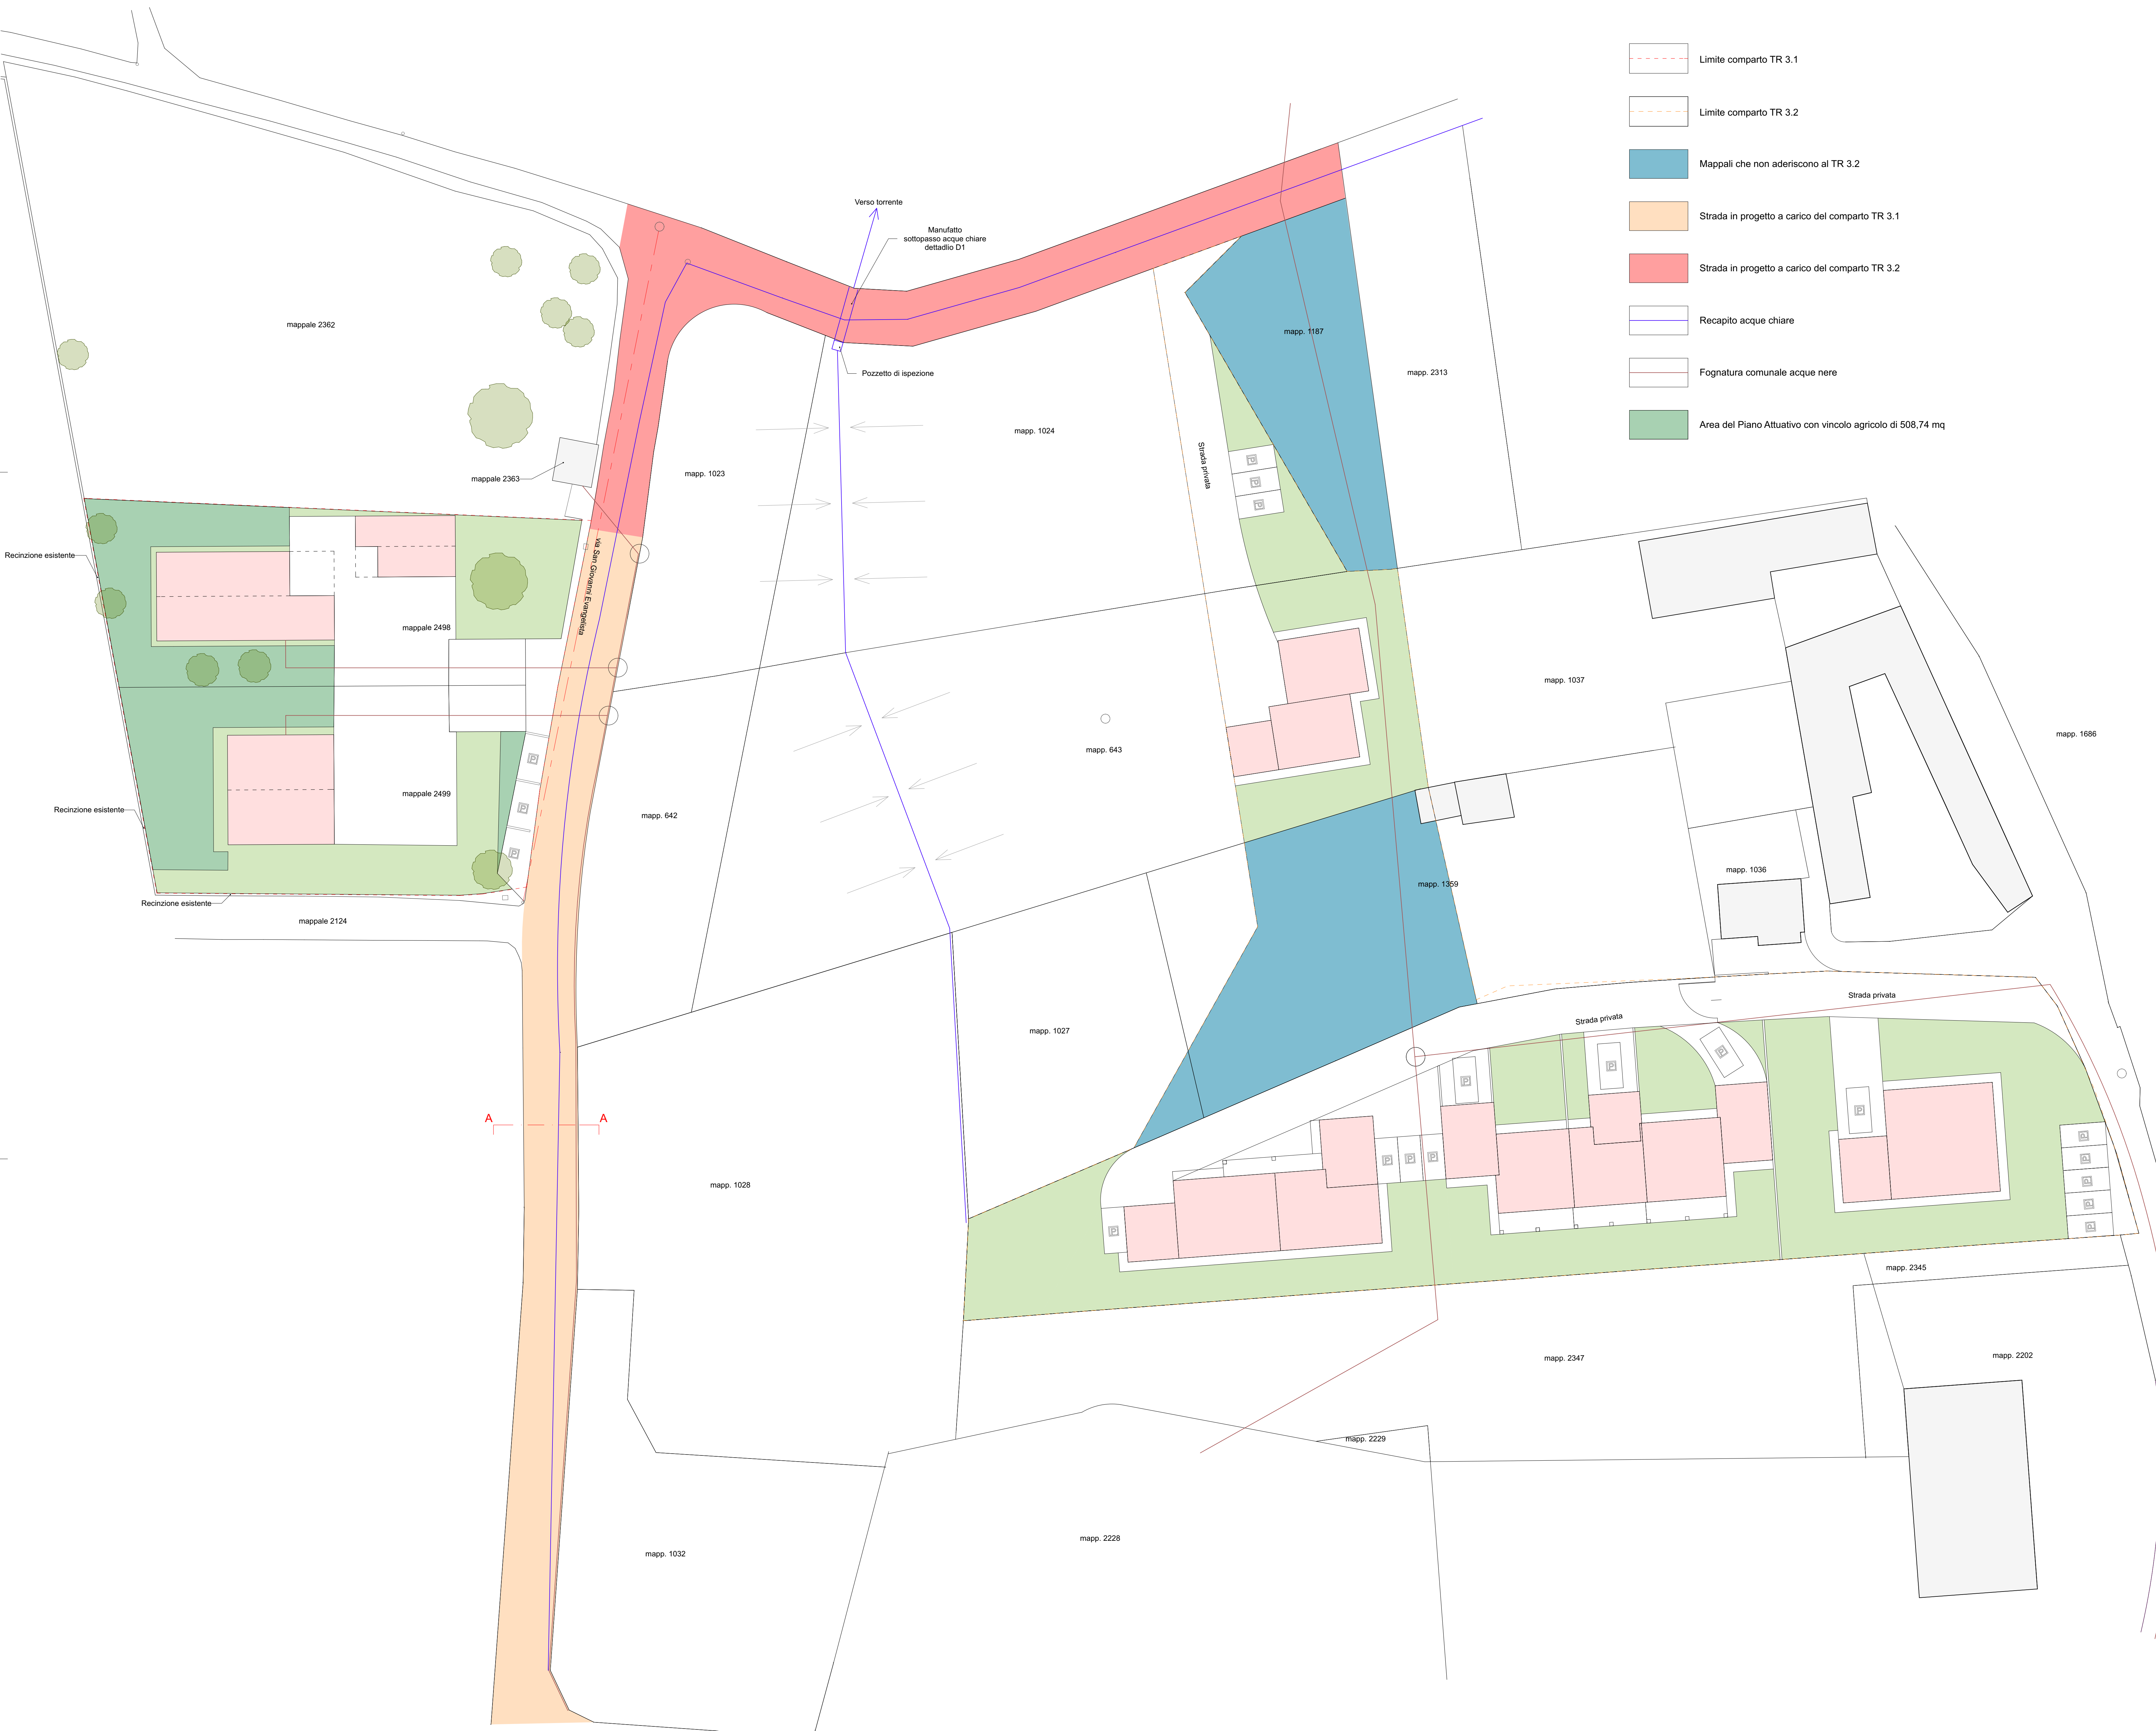 Limite comparto TR 3.1
Limite comparto TR 3.2
Mappali che non aderiscono al TR 3.2
Strada in progetto a carico del comparto TR 3.1
Strada in progetto a carico del comparto TR 3.2
Recapito acque chiare
Fognatura comunale acque nere
Area del Piano Attuativo con vincolo agricolo di 508,74 mq
Verso torrente
Manufatto
sottopasso acque chiare
dettadlio D1
Pozzetto di ispezione
mappale 2362
mapp. 1187
mapp. 2313
mapp. 1024
mapp. 1023
Strada privata
P
P
P
mappale 2363
Recinzione esistente
via San Giovanni Evangelista
mappale 2498
mapp. 1037
mapp. 1686
mapp. 643
P
mappale 2499
P
Recinzione esistente
mapp. 642
P
mapp. 1036
mapp. 1359
Recinzione esistente
mappale 2124
Strada privata
Strada privata
mapp. 1027
P
P
P
P
A
A
P
P
P
P
P
P
P
P
P
mapp. 1028
mapp. 2345
mapp. 2347
mapp. 2202
mapp. 2229
mapp. 2228
mapp. 1032